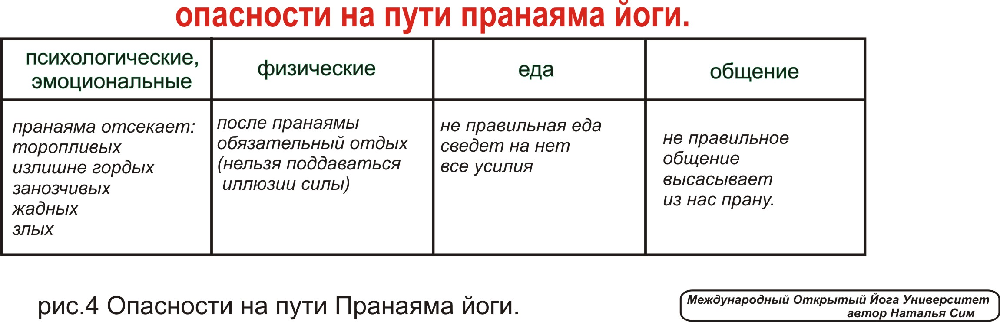 опасности на пути пранаяма йоги.
психологические,
эмоциональные
физические
еда
общение
пранаяма отсекает:
торопливых
излишне гордых
занозчивых
жадных
злых
после пранаямы
обязательный отдых
(нельзя поддаваться
иллюзии силы)
не правильная еда
сведет на нет
все усилия
не правильное
общение
высасывает
из нас прану.
рис.4 Опасности на пути Пранаяма йоги.
Международный Открытый Йога Университет
автор Наталья Сим